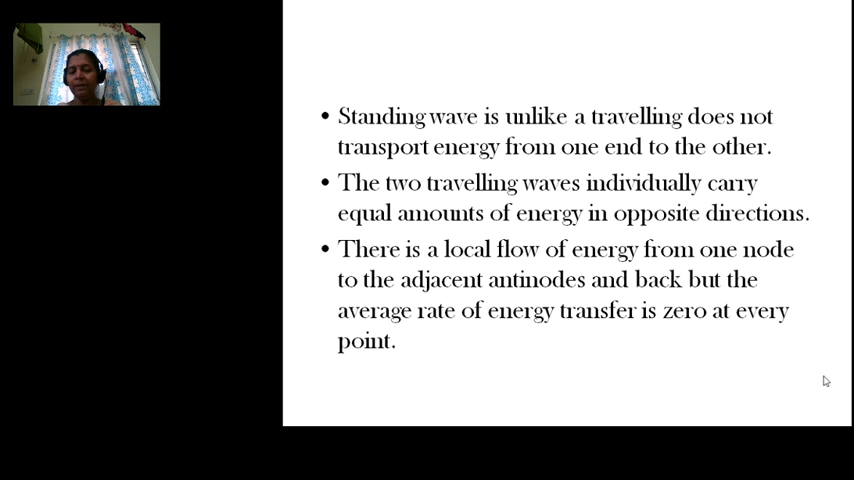 • Standing wave is unlike a travelling does not
transport energy from one end to the other.
• The two travelling waves individually carry
equal amounts of energy in opposite directions.
• There is a local flow of energy from one node
to the adjacent antinodes and back but the
average rate of energy transfer is zero at every
point.